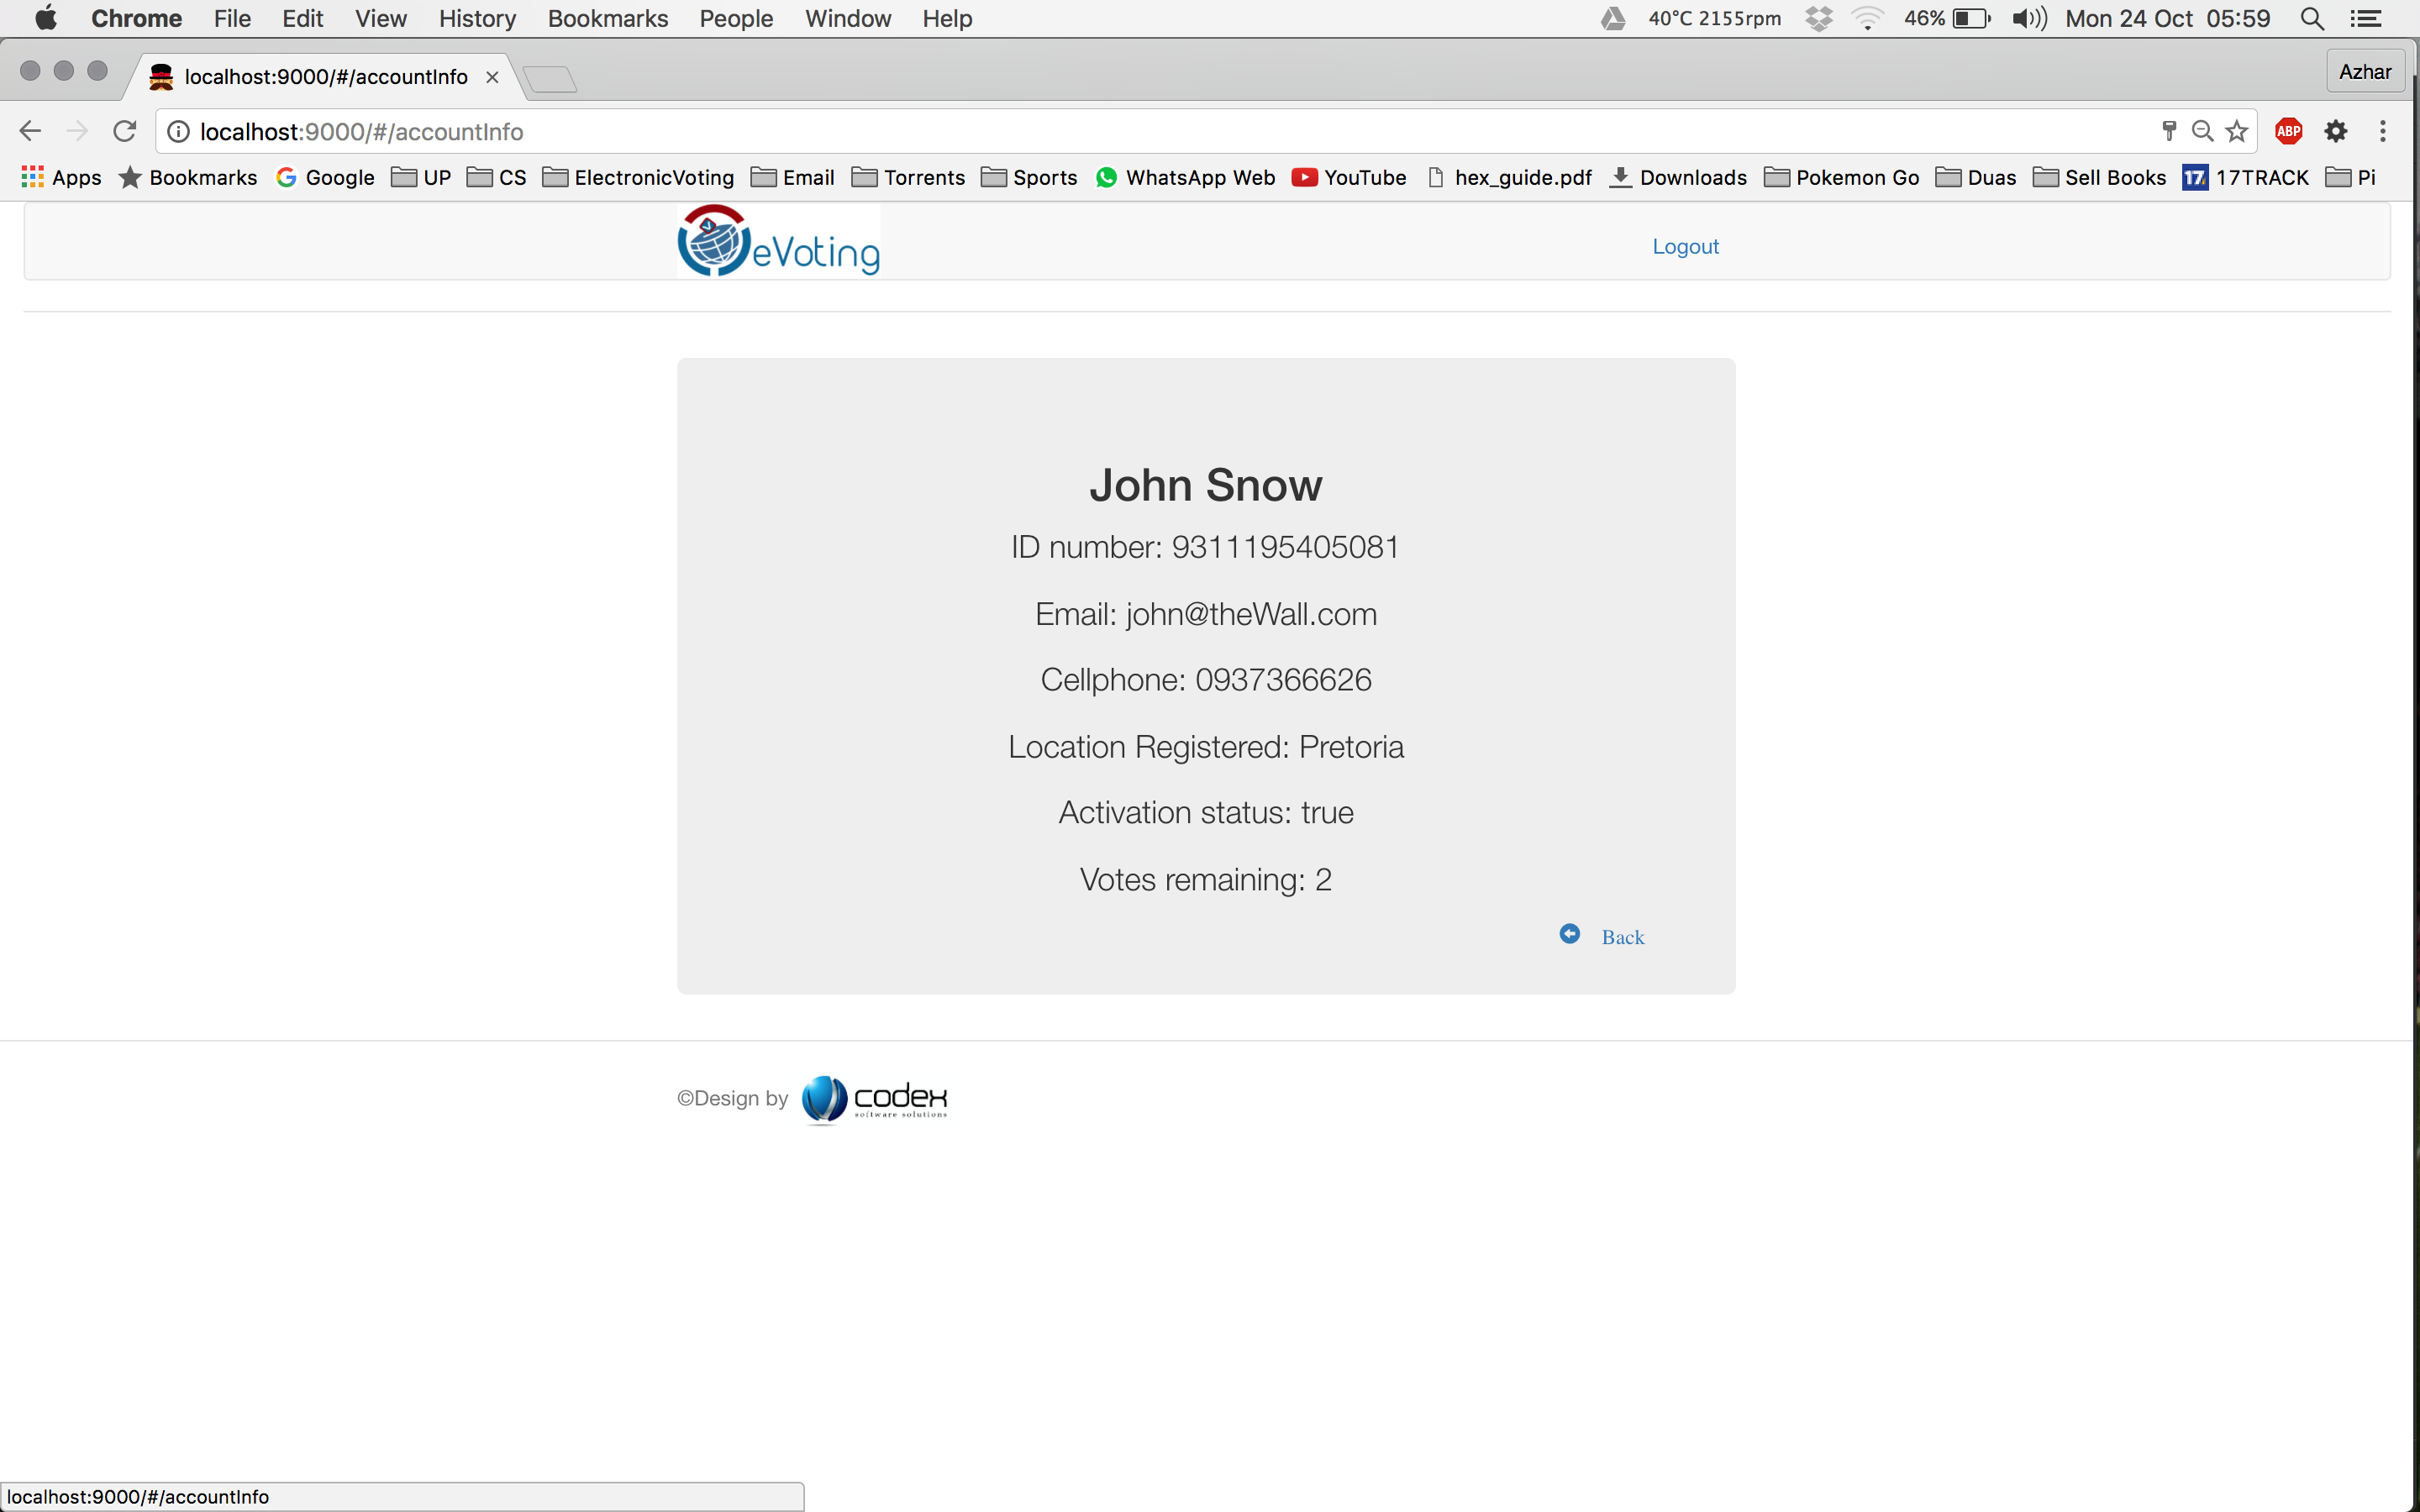 Chrome File Edit View History Bookmarks People Window Help 40°C 2155rpm 46% Mon 24 Oct 05:59
localhost:9000/#/accountInfo Azhar
localhost:9000/#/accountInfo ABP
Apps Bookmarks Google UP CS ElectronicVoting Email Torrents Sports WhatsApp Web YouTube hex_guide.pdf Downloads Pokemon Go Duas Sell Books 17 17TRACK Pi
eVoting Logout
John Snow
ID number: 9311195405081
Email: john@theWall.com
Cellphone: 0937366626
Location Registered: Pretoria
Activation status: true
Votes remaining: 2
Back
©Design by codex
software solutions
localhost:9000/#/accountInfo